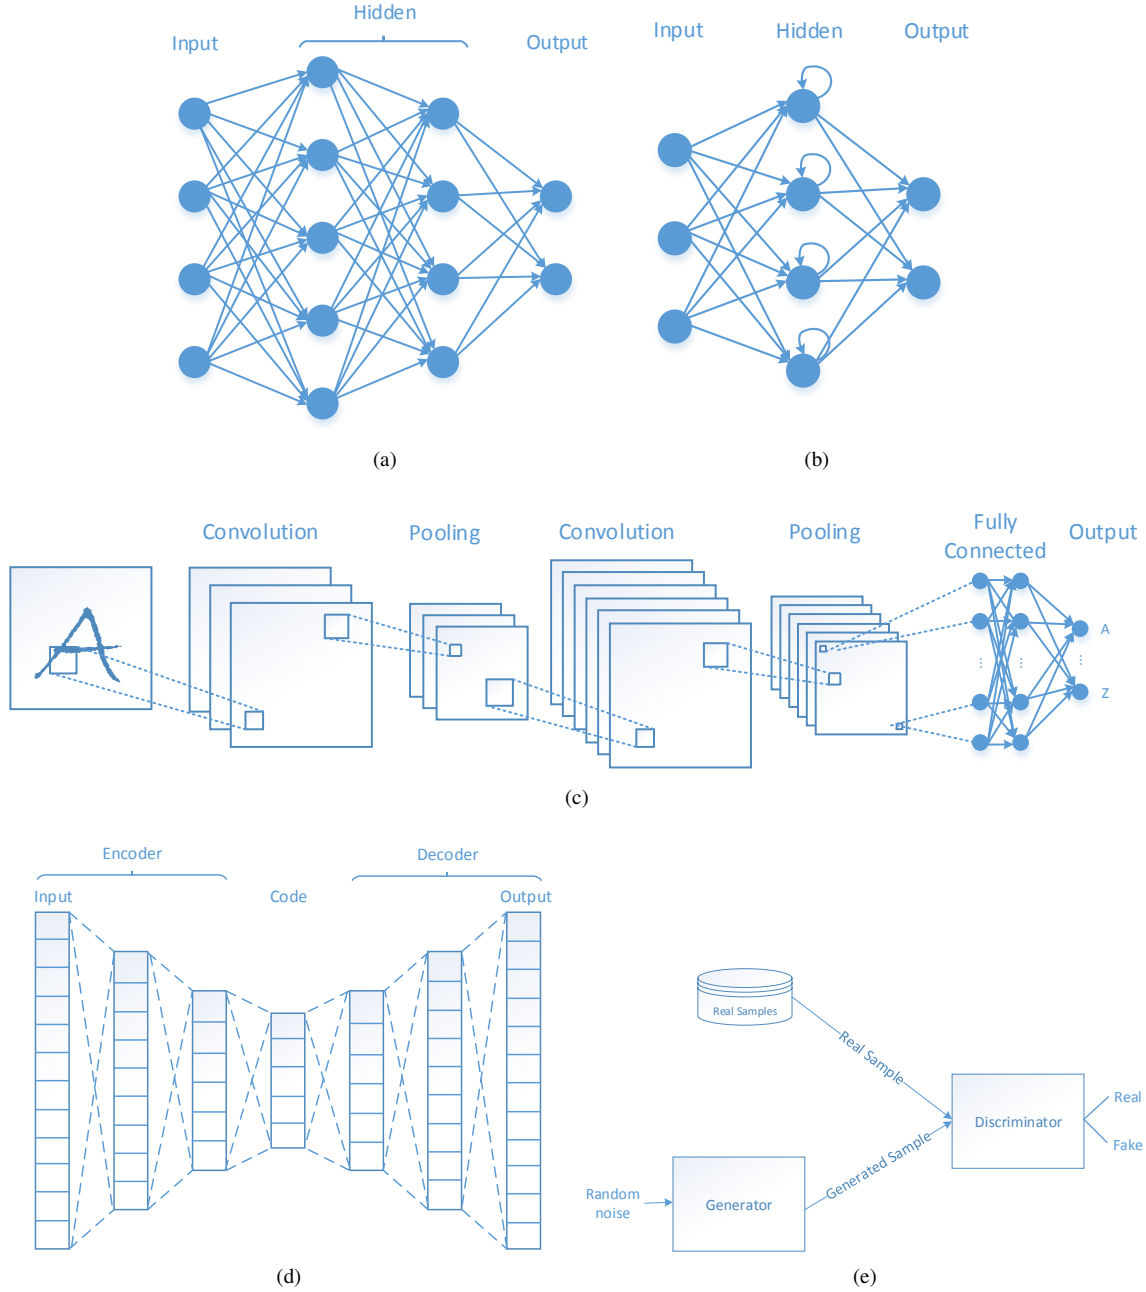 Hidden
Input
Output
Input
Hidden
Output
(a)
(b)
Convolution
Pooling
Convolution
Pooling
Fully
Connected
Output
A
A
Z
(c)
Encoder
Decoder
Input
Code
Output
Real Samples
Real Sample
Discriminator
Real
Fake
Generated Sample
Random
noise
Generator
(d)
(e)